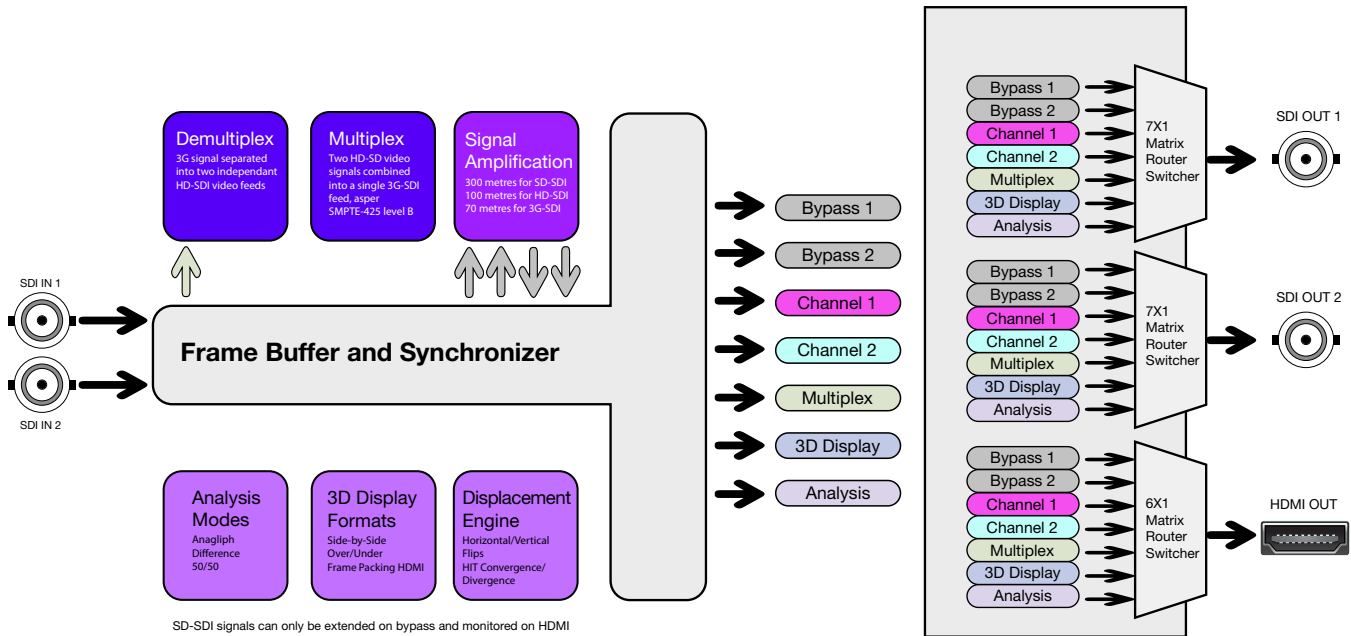 Demultiplex
3G signal separated
into two independant
HD-SDI video feeds
Multiplex
Two HD-SD video
signals combined
into a single 3G-SDI
feed, asper
SMPTE-425 level B
Signal
Amplification
300 metres for SD-SDI
100 metres for HD-SDI
70 metres for 3G-SDI
SDI IN 1
SDI IN 2
Frame Buffer and Synchronizer
Analysis
Modes
Anagliph
Difference
50/50
3D Display
Formats
Side-by-Side
Over/Under
Frame Packing HDMI
Displacement
Engine
Horizontal/Vertical
Flips
HIT Convergence/
Divergence
SD-SDI signals can only be extended on bypass and monitored on HDMI
Bypass 1
Bypass 2
Channel 1
Channel 2
Multiplex
3D Display
Analysis
Bypass 1
Bypass 2
Channel 1
Channel 2
Multiplex
3D Display
Analysis
7X1
Matrix
Router
Switcher
SDI OUT 1
Bypass 1
Bypass 2
Channel 1
Channel 2
Multiplex
3D Display
Analysis
7X1
Matrix
Router
Switcher
SDI OUT 2
Bypass 1
Bypass 2
Channel 1
Channel 2
Multiplex
3D Display
Analysis
6X1
Matrix
Router
Switcher
HDMI OUT